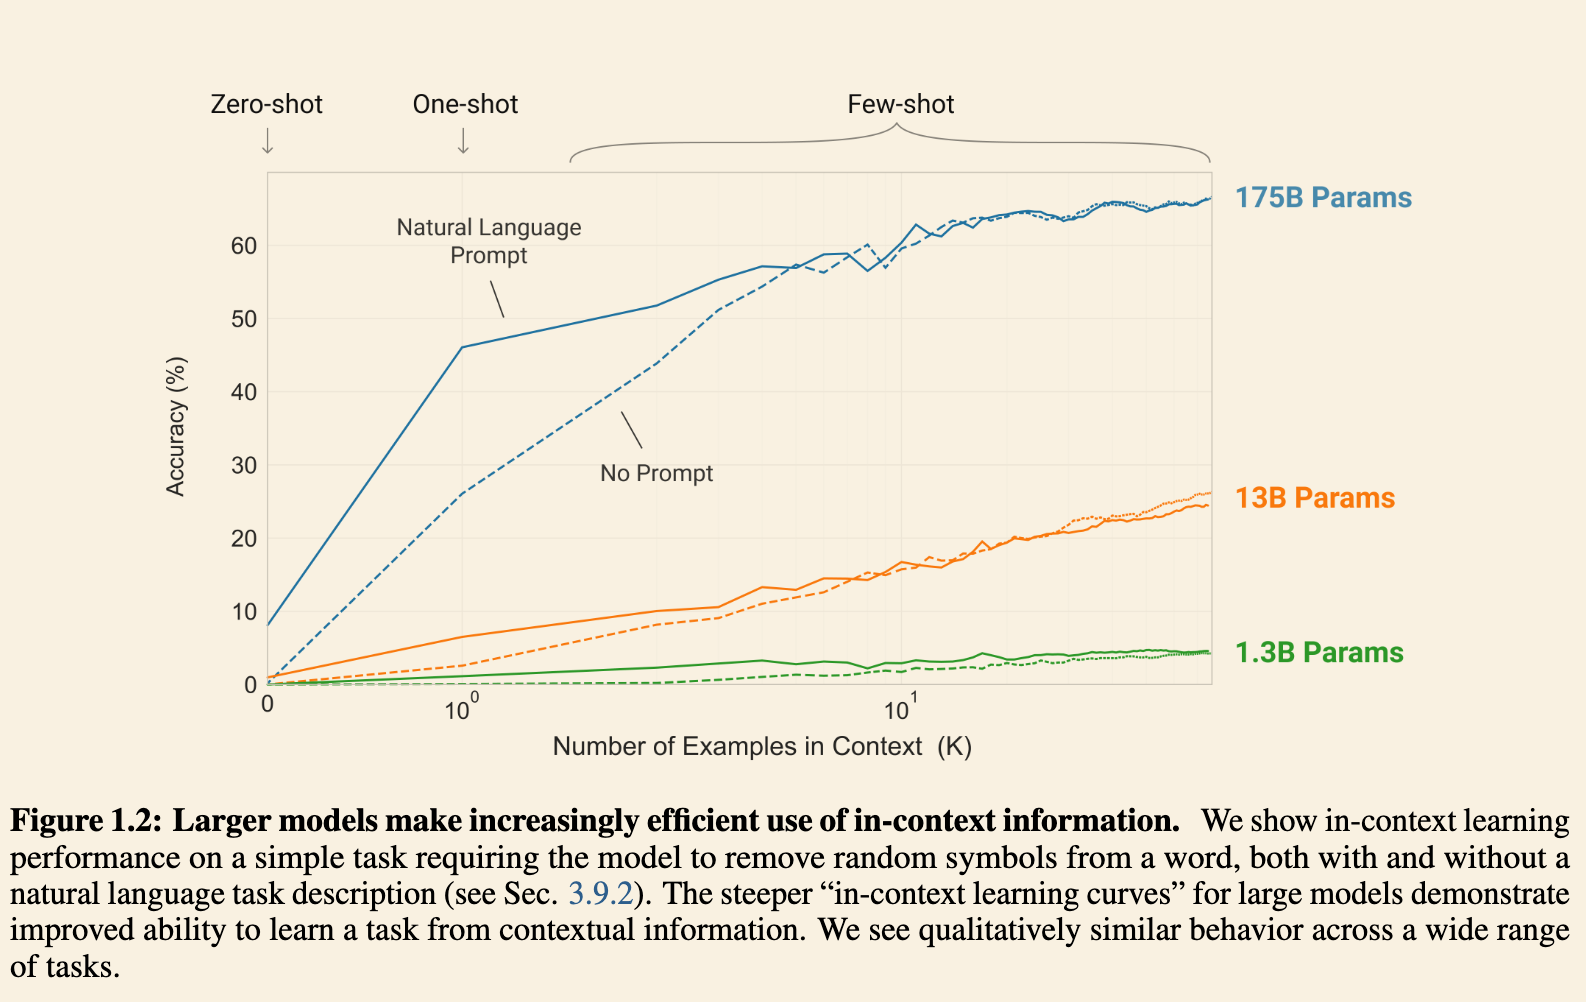 Zero-shot
One-shot
Few-shot
175B Params
Natural Language
Prompt
60
50
40
30
20
10
0
Accuracy (%)
No Prompt
13B Params
1.3B Params
0
10^0
10^1
Number of Examples in Context (K)
Figure 1.2: Larger models make increasingly efficient use of in-context information. We show in-context learning
performance on a simple task requiring the model to remove random symbols from a word, both with and without a
natural language task description (see Sec. 3.9.2). The steeper “in-context learning curves” for large models demonstrate
improved ability to learn a task from contextual information. We see qualitatively similar behavior across a wide range
of tasks.